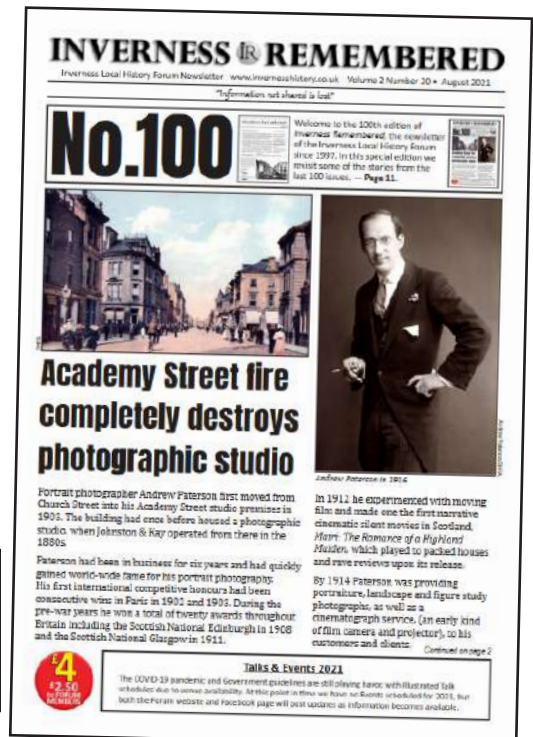 INVERNESS REMEMBERED
Inverness Local History Forum Newsletter www.invernesshistory.co.uk Volume 2 Number 20 • August 2021
"Information not shared is lost"
No.100
Welcome to the 100th edition of
Inverness Remembered, the newsletter
of the Inverness Local History Forum
since 1997. In this special edition we
revisit some of the stories from the
last 100 issues. — Page 11.
Academy Street fire
completely destroys
photographic studio
Portrait photographer Andrew Paterson first moved from
Church Street into his Academy Street studio premises in
1903. The building had once before housed a photographic
studio, when Johnston & Kay operated from there in the
1880s.
Paterson had been in business for six years and had quickly
gained world-wide fame for his portrait photography.
His first international competitive honours had been
consecutive wins in Paris in 1902 and 1903. During the
pre-war years he won a total of twenty awards throughout
Britain including the Scottish National Edinburgh in 1908
and the Scottish National Glasgow in 1911.
Andrew Paterson in 1916
In 1912 he experimented with moving
film and made one the first narrative
cinematic silent movies in Scotland,
Mairi: The Romance of a Highland
Maiden, which played to packed houses
and rave reviews upon its release.
By 1914 Paterson was providing
portraiture, landscape and figure study
photographs, as well as a
cinematograph service, (an early kind
of film camera and projector), to his
customers and clients.
Continued on page 2
£4
£2.50
to FORUM
MEMBERS
Talks & Events 2021
The COVID-19 pandemic and Government guidelines are still playing havoc with illustrated Talk
schedules due to venue availability. At this point in time we have no Events scheduled for 2021, but
both the Forum website and Facebook page will post updates as information becomes available.